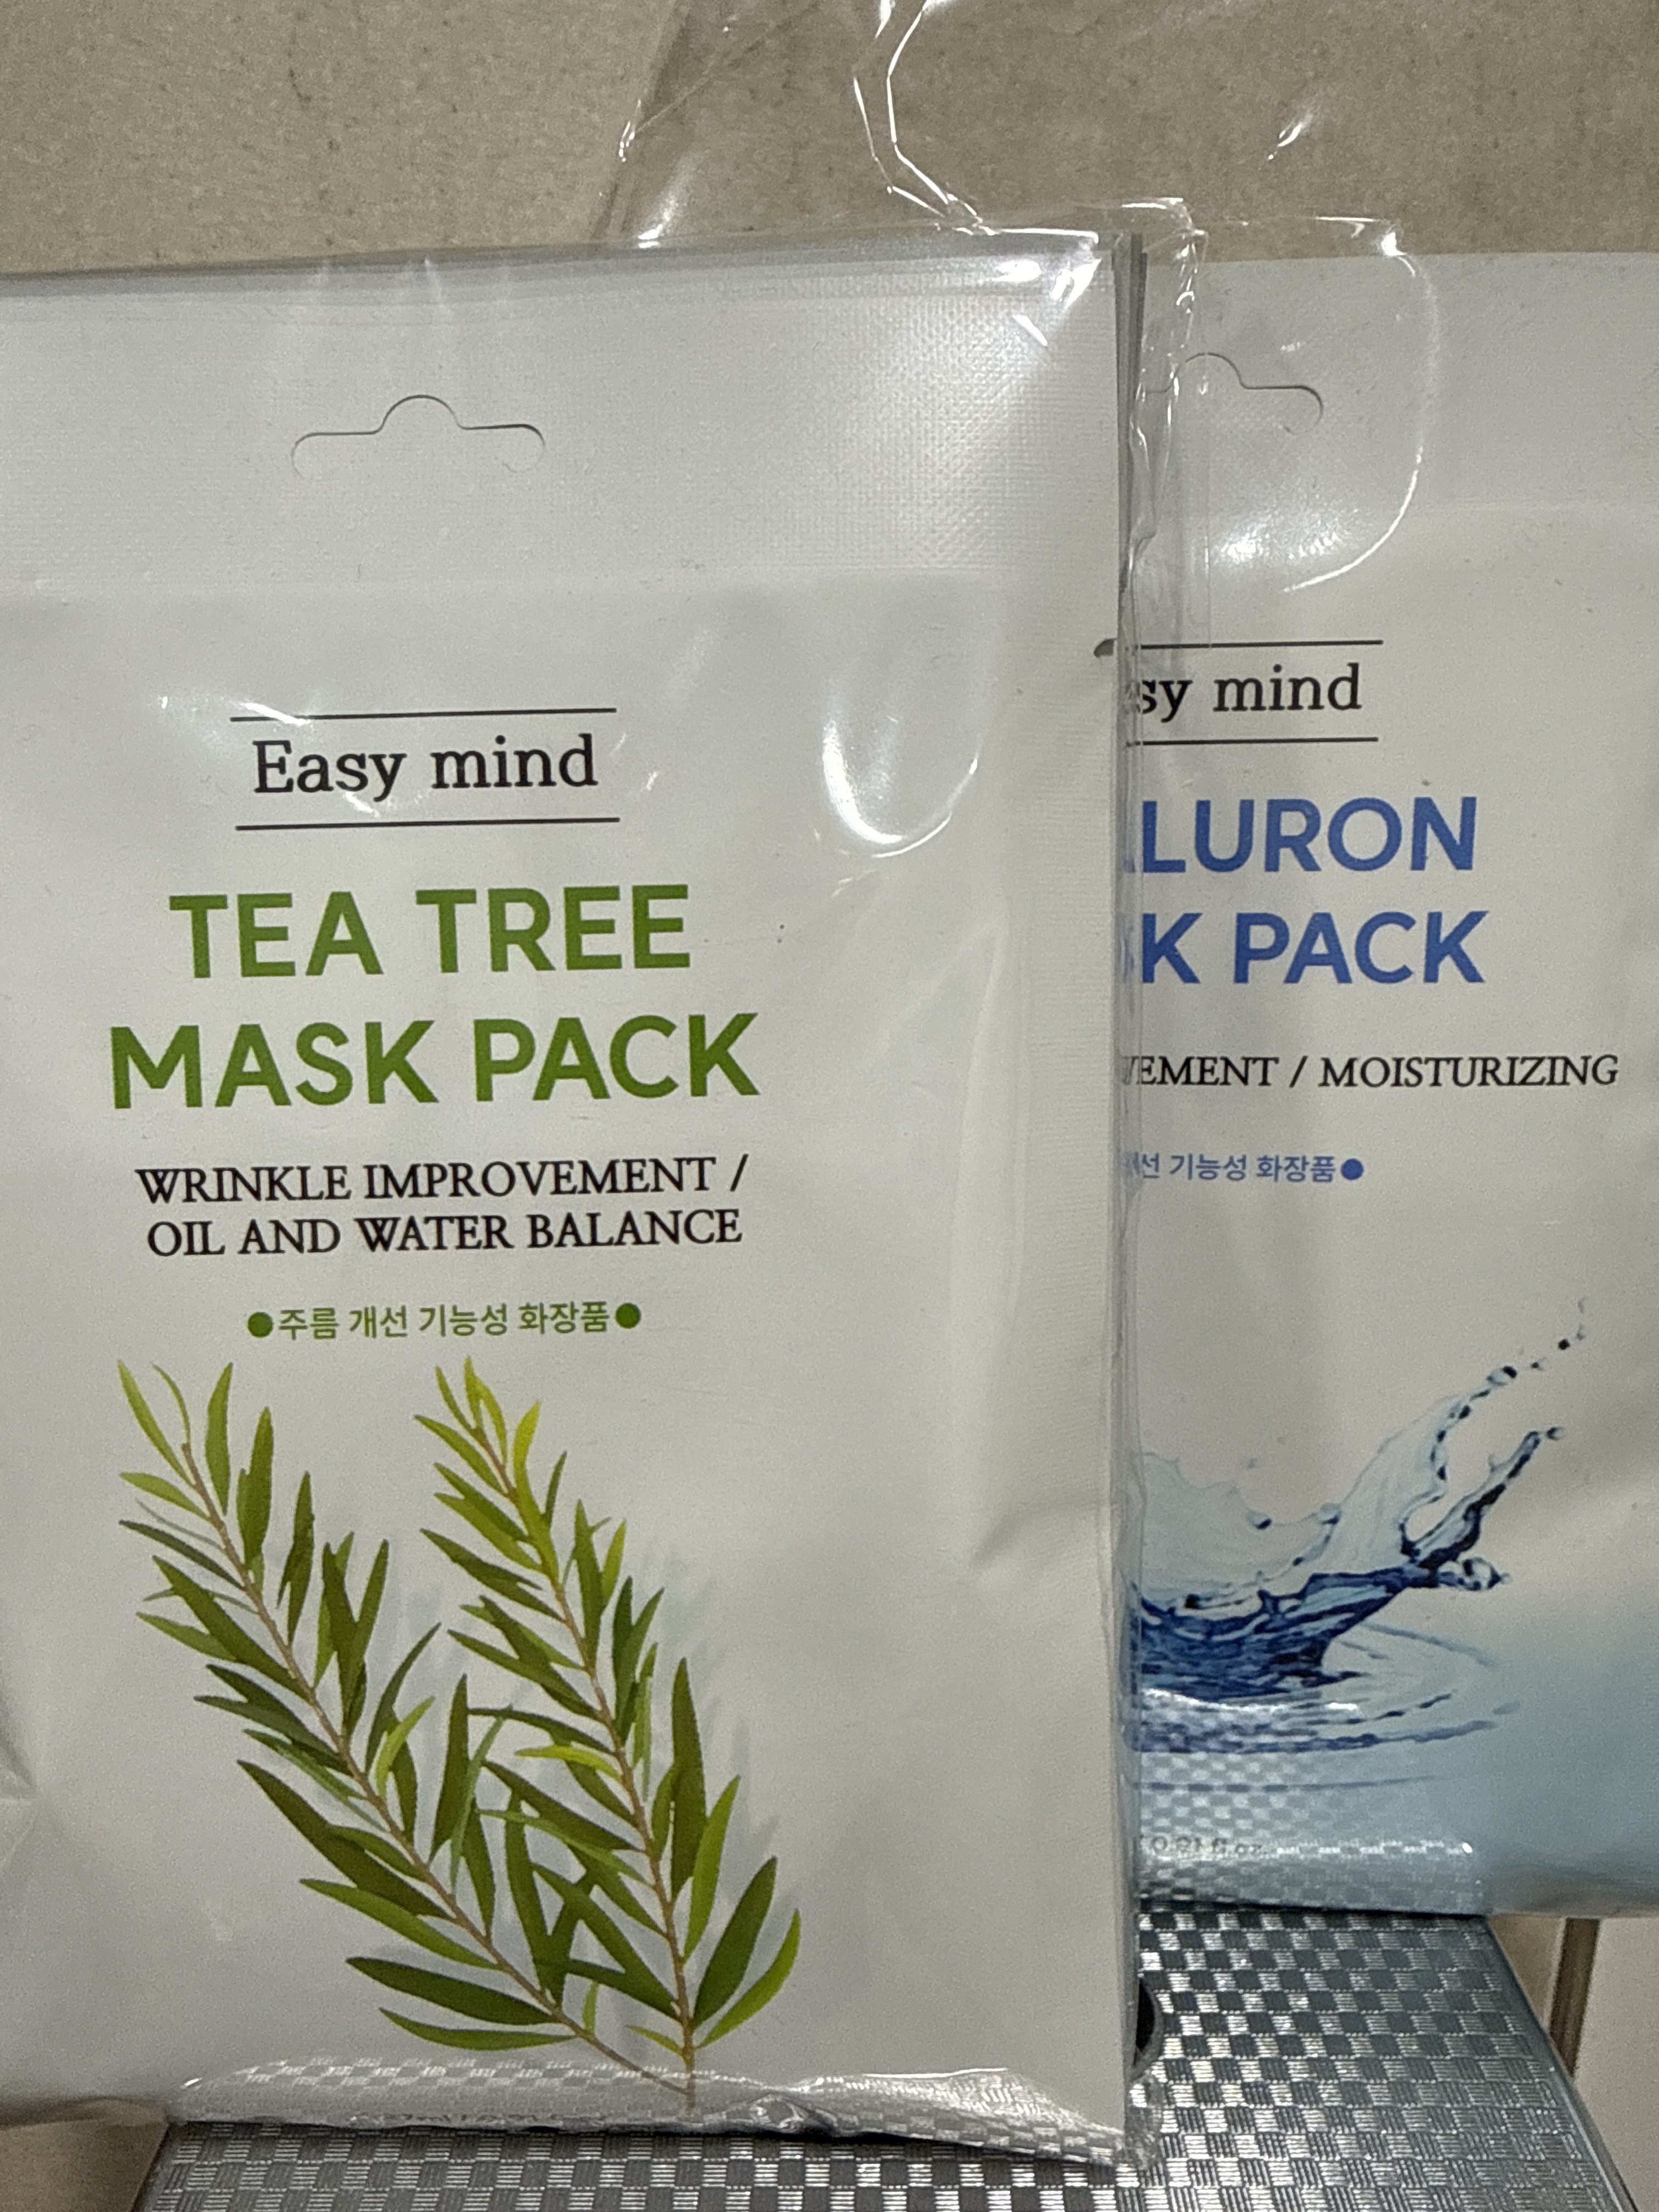 Easy mind
TEA TREE
MASK PACK
WRINKLE IMPROVEMENT /
OIL AND WATER BALANCE
●주름 개선 기능성 화장품●
sy mind
LURON
K PACK
VEMENT / MOISTURIZING
개선 기능성 화장품●